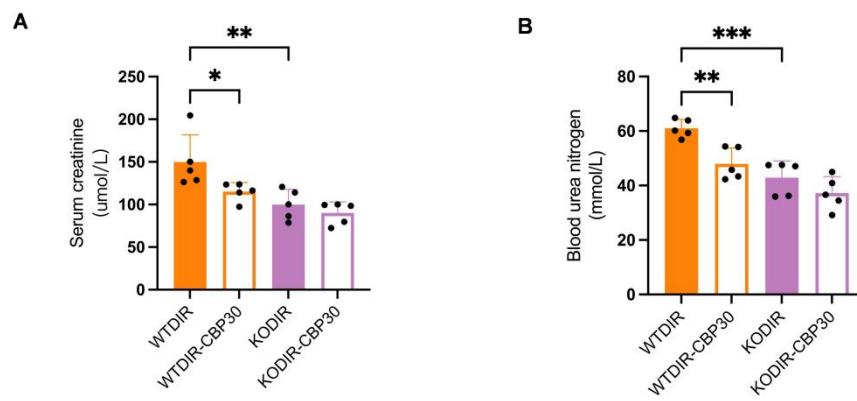 A
**
*
Serum creatinine
(umol/L)
250
200
150
100
50
0
WTDIR
WTDIR-CBP30
KODIR
KODIR-CBP30
B
***
**
Blood urea nitrogen
(mmol/L)
80
60
40
20
0
WTDIR
WTDIR-CBP30
KODIR
KODIR-CBP30